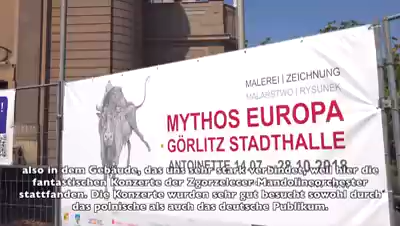 MALEREI | ZEICHNUNG
MALARSTWO | RYSUNEK
MYTHOS EUROPA
GÖRLITZ STADTHALLE
ANTOINETTE 14.07. - 28.10.2018
also in dem Gebäude, das uns sehr stark verbindet, weil hier die
fantastischen Konzerte der Zgorzelecer Mandolineorchester
stattfanden. Die Konzerte wurden sehr gut besucht sowohl durch
das polnische als auch das deutsche Publikum.